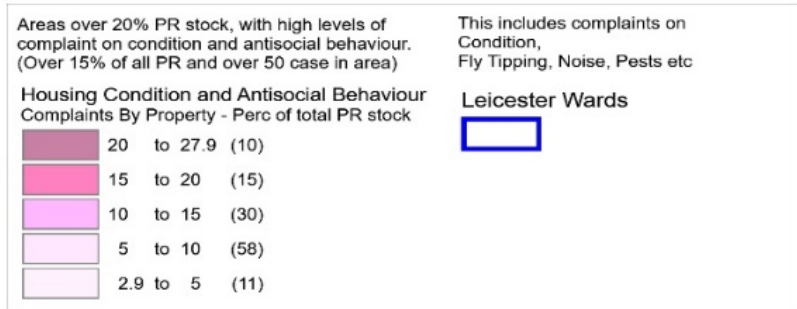 Areas over 20% PR stock, with high levels of
complaint on condition and antisocial behaviour.
(Over 15% of all PR and over 50 case in area)
Housing Condition and Antisocial Behaviour
Complaints By Property - Perc of total PR stock
20 to 27.9 (10)
15 to 20 (15)
10 to 15 (30)
5 to 10 (58)
2.9 to 5 (11)
This includes complaints on
Condition,
Fly Tipping, Noise, Pests etc
Leicester Wards